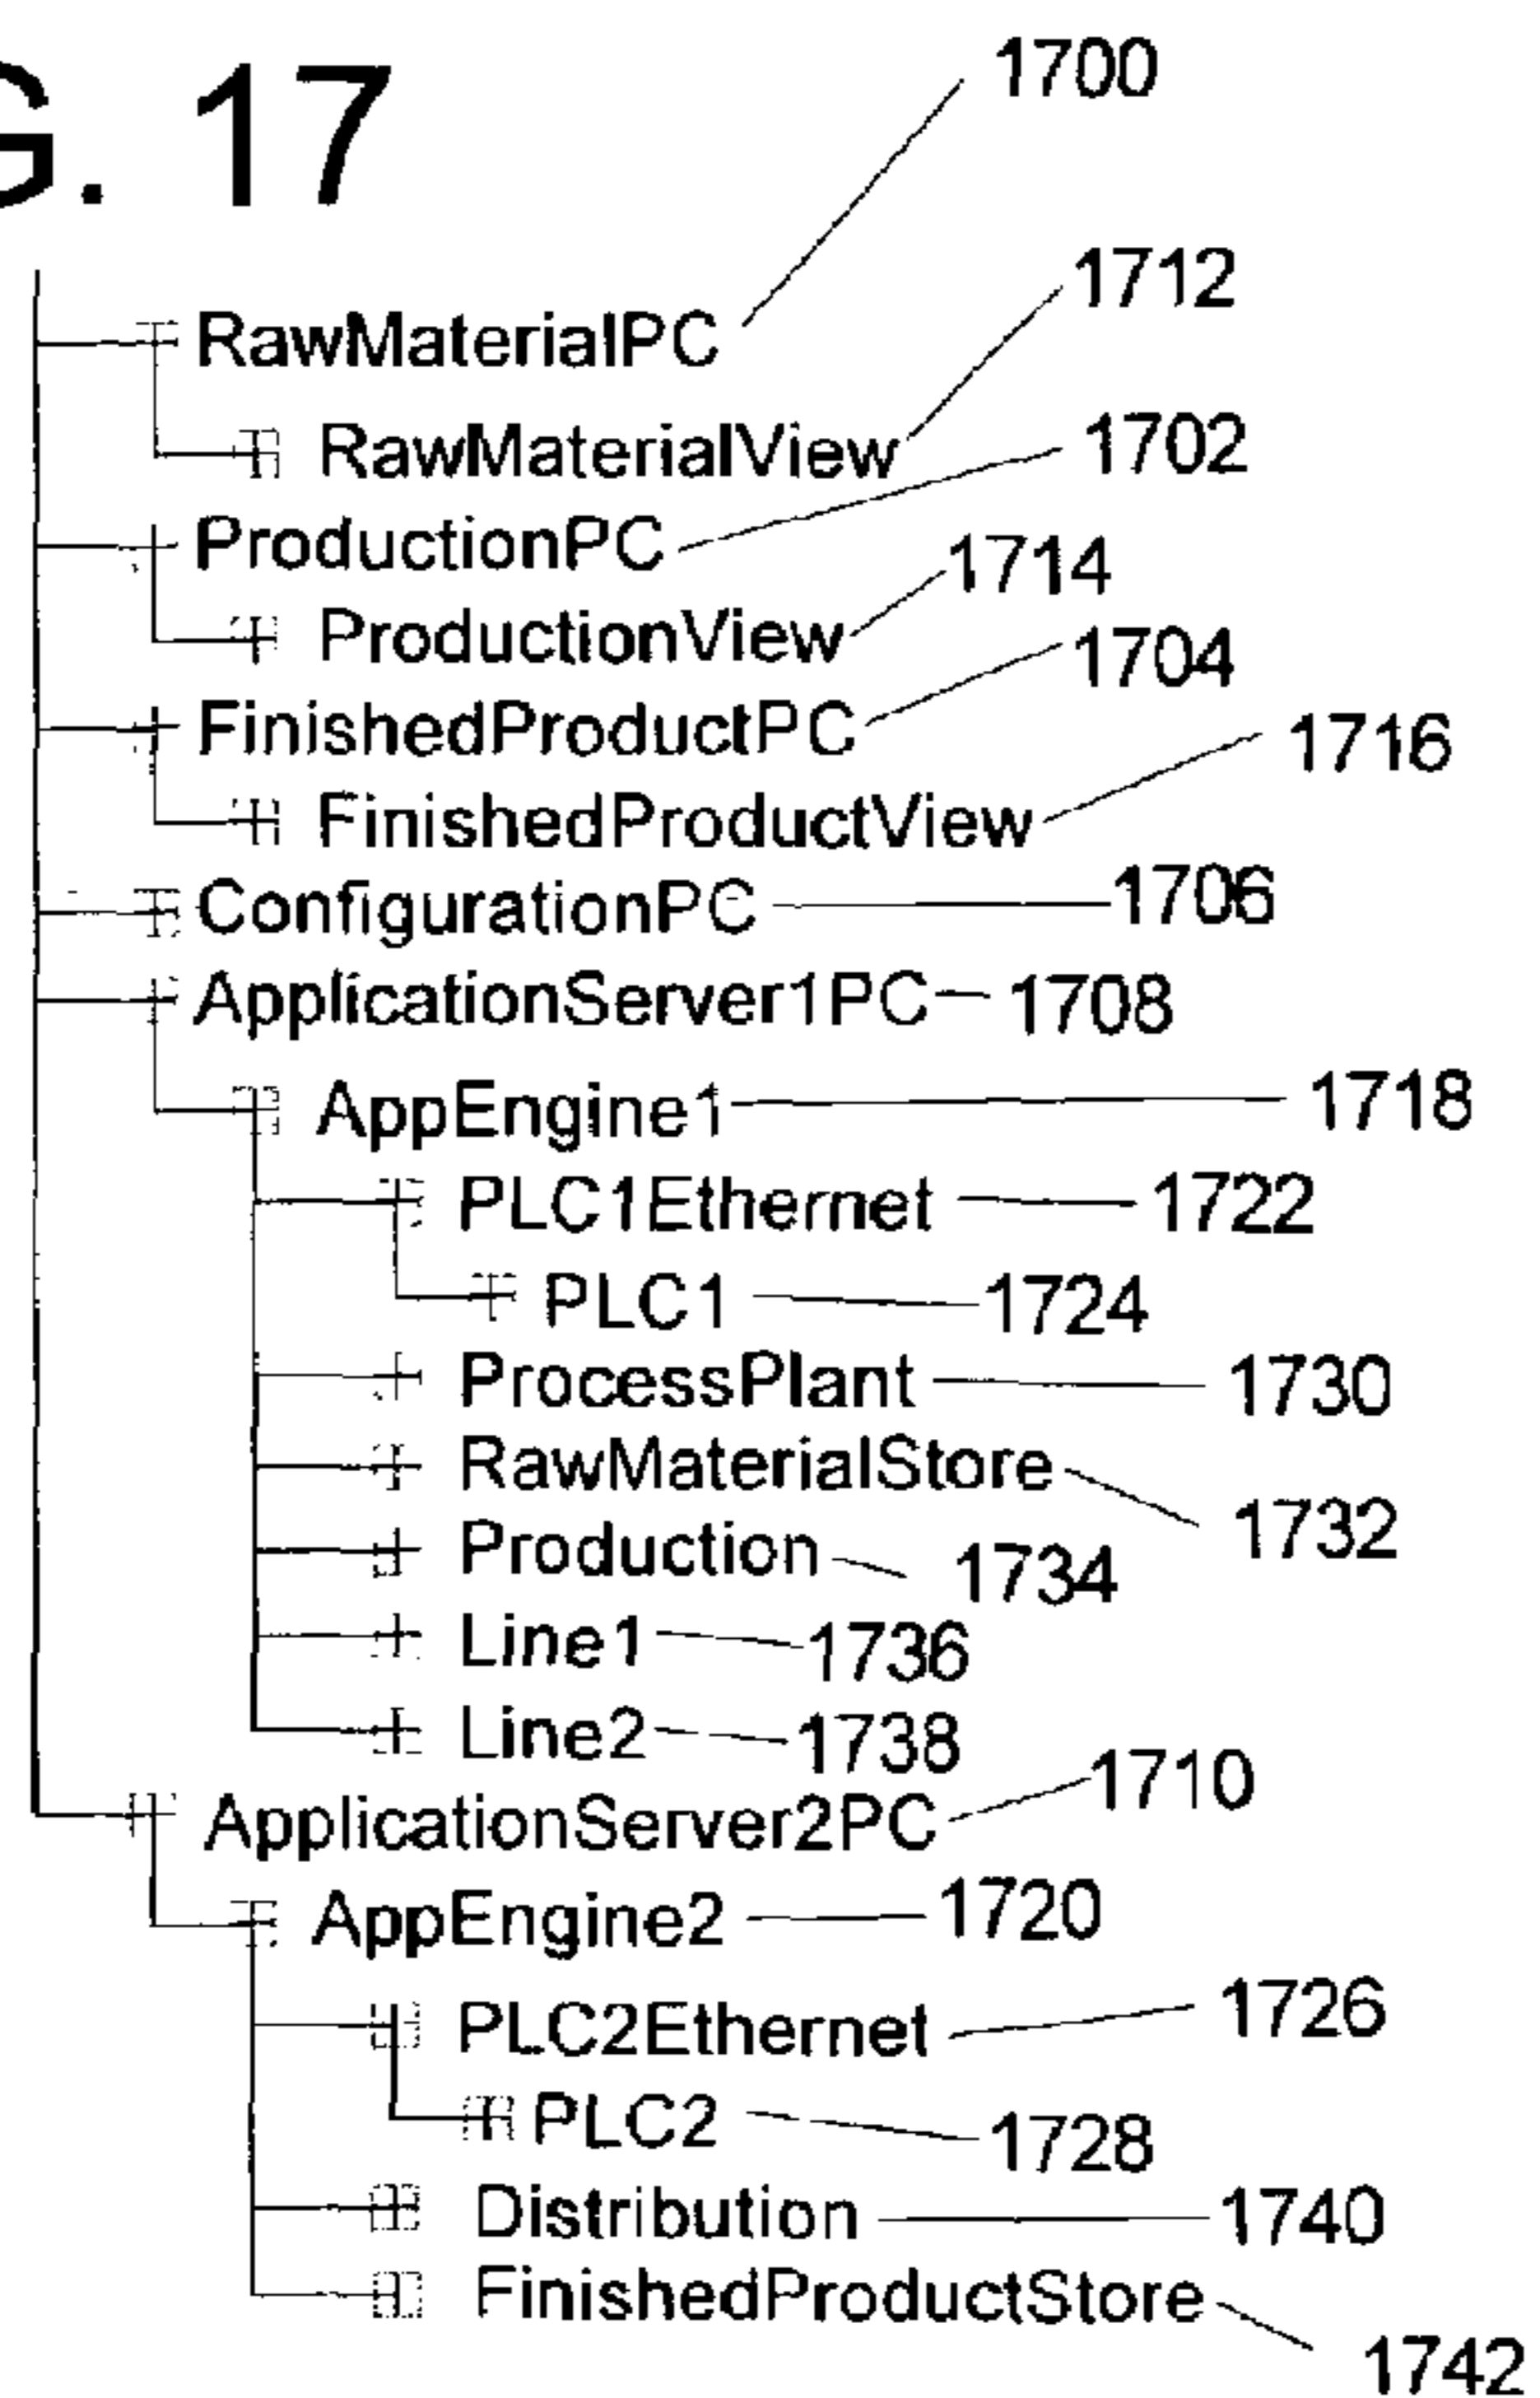 G. 17
1700
RawMaterialPC
1712
RawMaterialView
1702
ProductionPC
1714
ProductionView
1704
FinishedProductPC
1716
FinishedProductView
ConfigurationPC 1706
ApplicationServer1PC 1708
AppEngine1 1718
PLC1Ethernet 1722
PLC1 1724
ProcessPlant 1730
RawMaterialStore
1732
Production 1734
Line1 1736
Line2 1738
1710
ApplicationServer2PC
AppEngine2 1720
PLC2Ethernet 1726
PLC2 1728
Distribution 1740
FinishedProductStore
1742